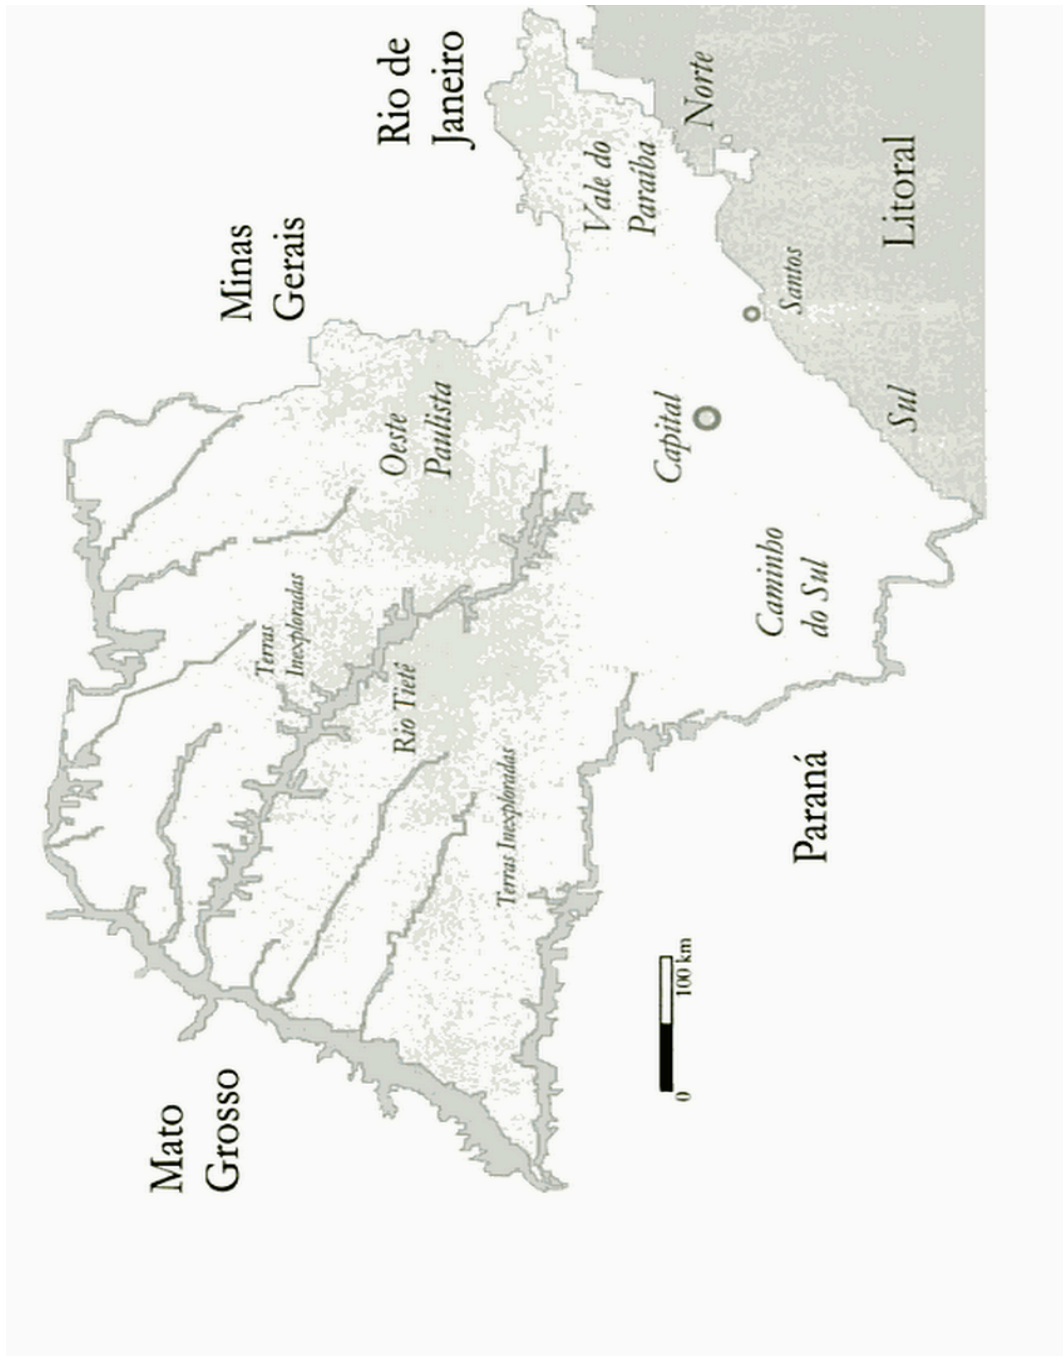 Mato
Grosso
Minas
Gerais
Rio de
Janeiro
Terras
Inexploradas
Oeste
Paulista
Rio Tietê
Terras Inexploradas
Vale do
Paraíba
Norte
Capital
Santos
Caminho
do Sul
Litoral
Sul
Paraná
0
100 km